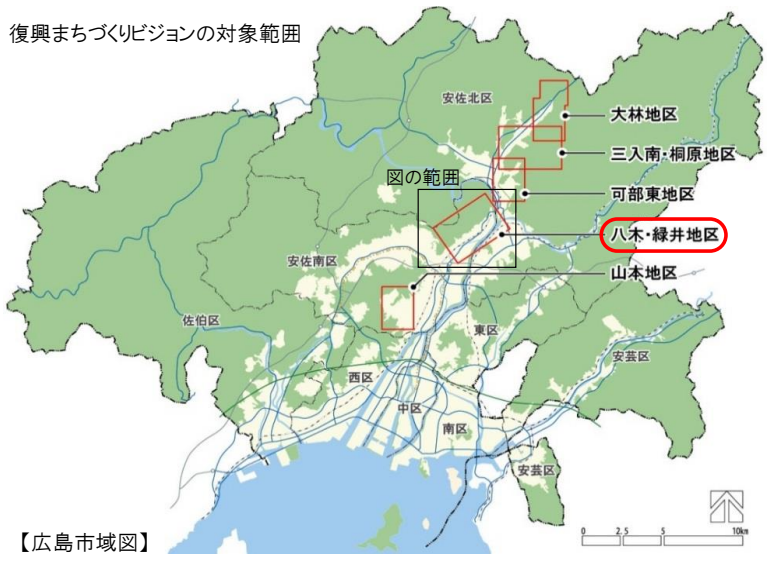 復興まちづくりビジョンの対象範囲
安佐北区
大林地区
三入南・桐原地区
図の範囲
可部東地区
八木・緑井地区
安佐南区
山本地区
佐伯区
東区
安芸区
西区
中区
南区
安芸区
0 2.5 5 10km
【広島市域図】